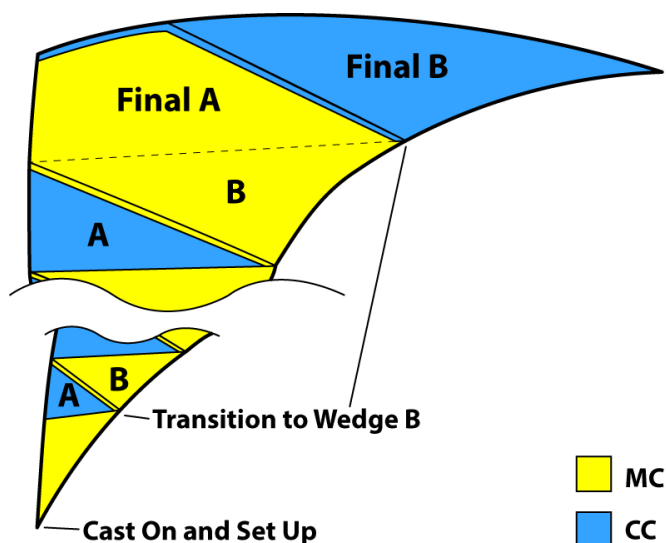 Final B
Final A
B
A
B
A
Transition to Wedge B
MC
Cast On and Set Up
CC